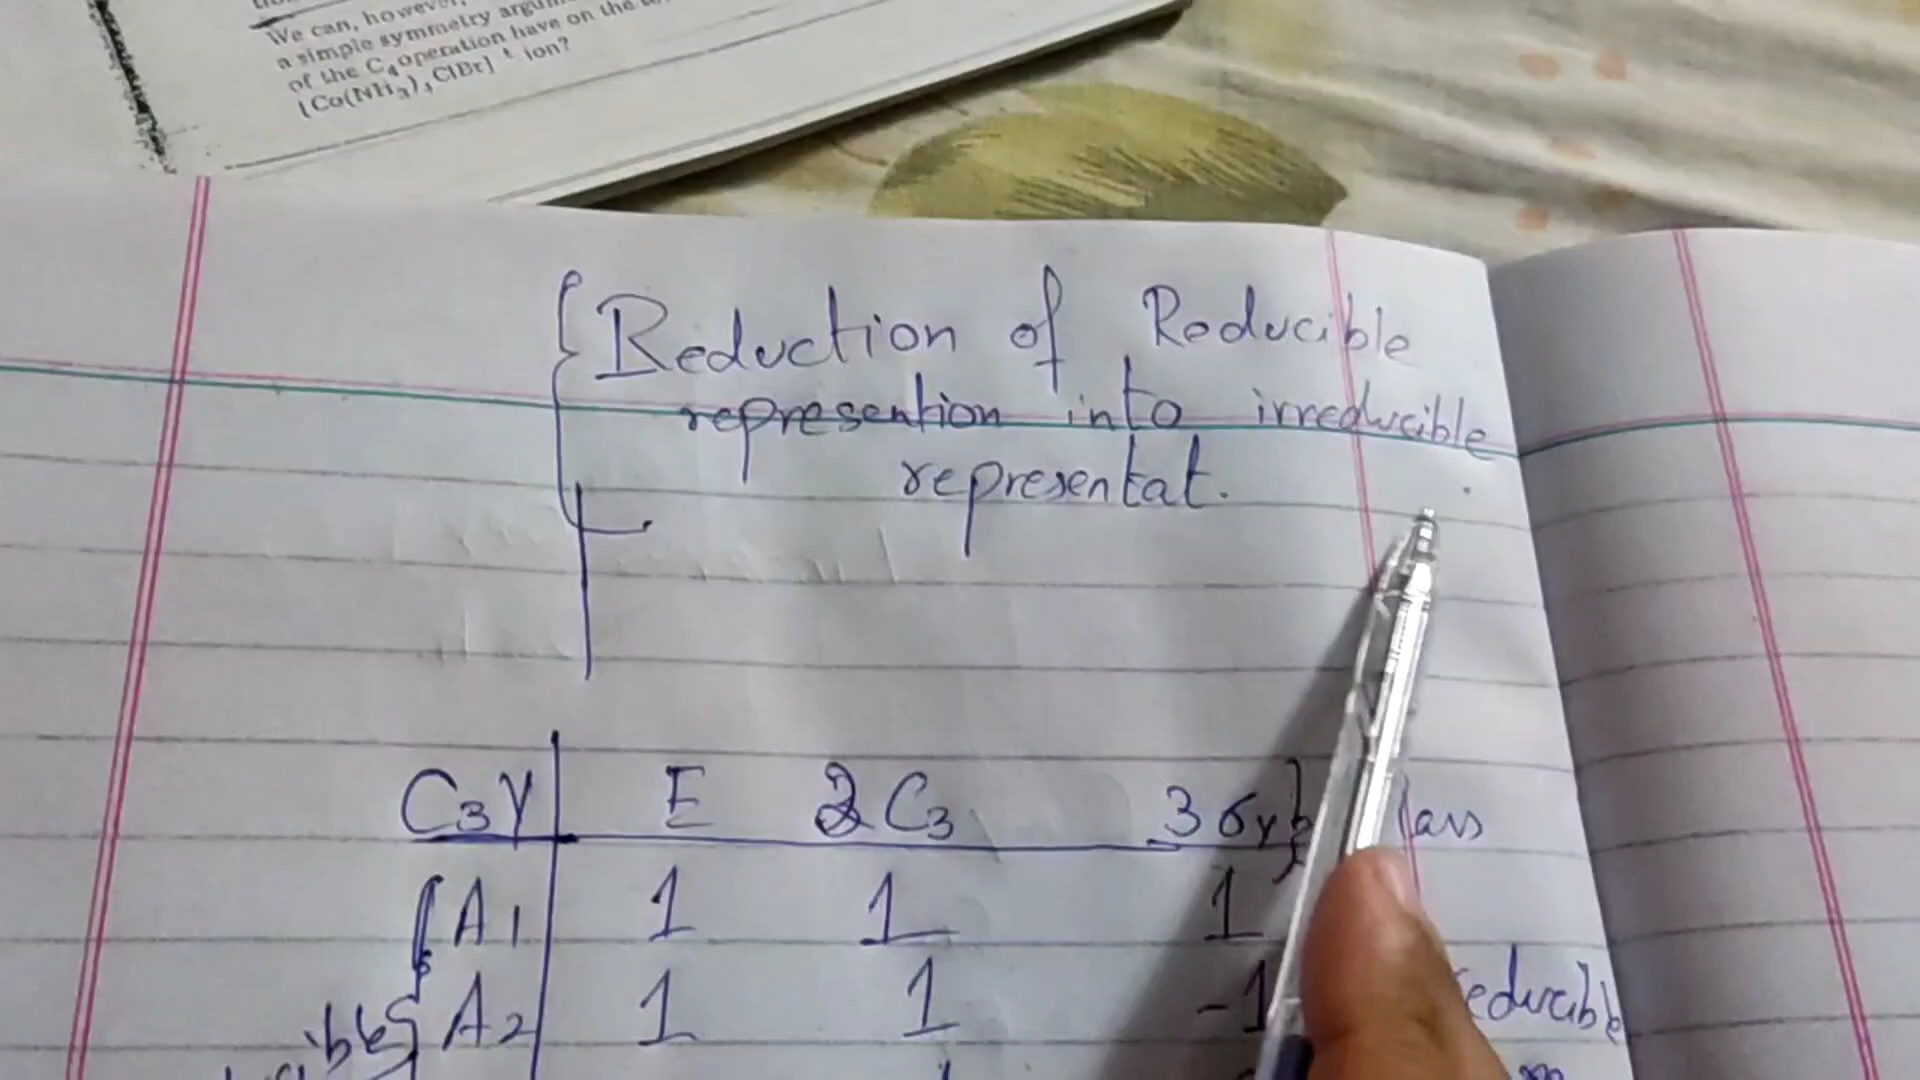 We can, however,
a simple symmetry
of the C4 operation have on the
[Co(NH3)4ClBr]+ ion?
{Reduction of Reducible
represention into irreducible
representat.
C3V E 2C3 3σv}
A1 1 1 1
A2 1 1 -1